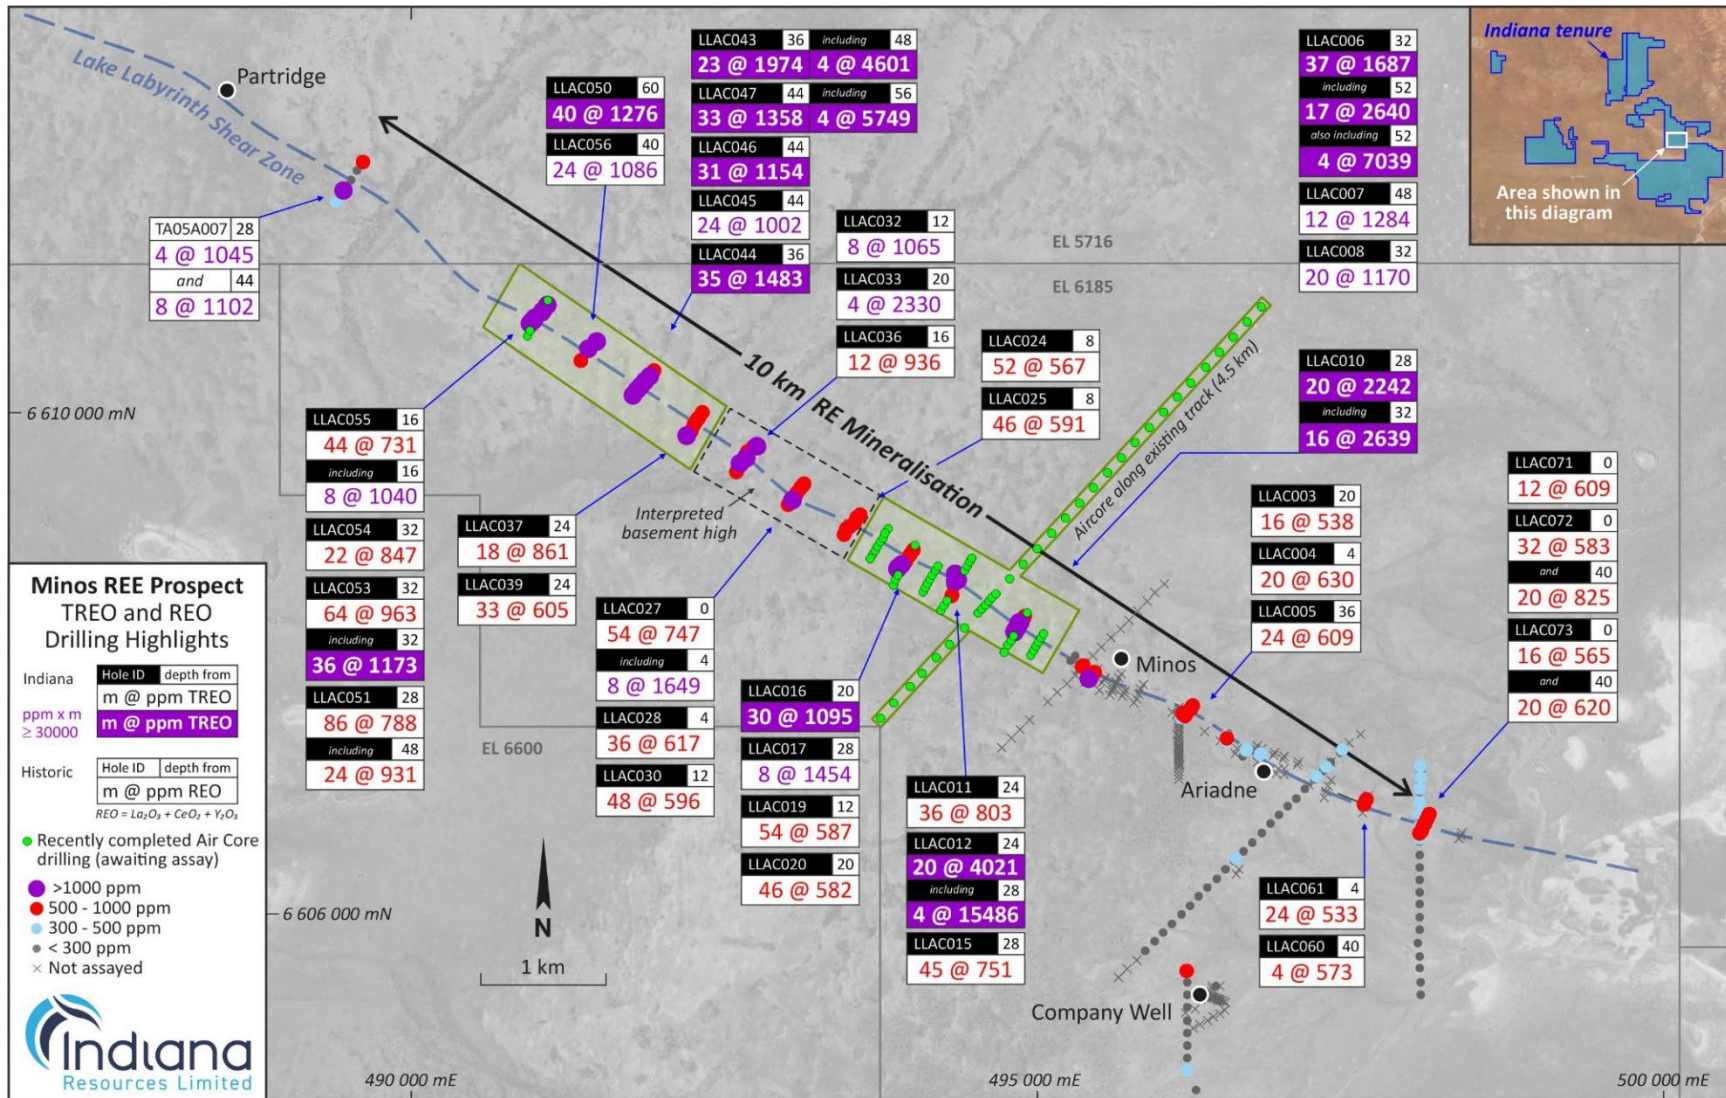 Partridge
Lake Labyrinth Shear Zone
TA05A007 28
4 @ 1045
and 44
8 @ 1102
LLAC050 60
40 @ 1276
LLAC056 40
24 @ 1086
LLAC043 36 including 48
23 @ 1974 4 @ 4601
LLAC047 44 including 56
33 @ 1358 4 @ 5749
LLAC046 44
31 @ 1154
LLAC045 44
24 @ 1002
LLAC044 36
35 @ 1483
LLAC032 12
8 @ 1065
LLAC033 20
4 @ 2330
LLAC036 16
12 @ 936
LLAC024 8
52 @ 567
LLAC025 8
46 @ 591
EL 5716
EL 6185
LLAC006 32
37 @ 1687
including 52
17 @ 2640
also including 52
4 @ 7039
LLAC007 48
12 @ 1284
LLAC008 32
20 @ 1170
Indiana tenure
Area shown in
this diagram
LLAC010 28
20 @ 2242
including 32
16 @ 2639
10 km RE Mineralisation
Aircore along existing track (4.5 km)
6 610 000 mN
LLAC055 16
44 @ 731
including 16
8 @ 1040
LLAC054 32
22 @ 847
LLAC053 32
64 @ 963
including 32
36 @ 1173
LLAC051 28
86 @ 788
including 48
24 @ 931
LLAC037 24
18 @ 861
LLAC039 24
33 @ 605
Interpreted
basement high
EL 6600
LLAC027 0
54 @ 747
including 4
8 @ 1649
LLAC028 4
36 @ 617
LLAC030 12
48 @ 596
LLAC016 20
30 @ 1095
LLAC017 28
8 @ 1454
LLAC019 12
54 @ 587
LLAC020 20
46 @ 582
LLAC011 24
36 @ 803
LLAC012 24
20 @ 4021
including 28
4 @ 15486
LLAC015 28
45 @ 751
Minos
LLAC003 20
16 @ 538
LLAC004 4
20 @ 630
LLAC005 36
24 @ 609
LLAC071 0
12 @ 609
LLAC072 0
32 @ 583
and 40
20 @ 825
LLAC073 0
16 @ 565
and 40
20 @ 620
Ariadne
LLAC061 4
24 @ 533
LLAC060 40
4 @ 573
Company Well
Minos REE Prospect
TREO and REO
Drilling Highlights
Indiana
Hole ID depth from
m @ ppm TREO
ppm x m
≥ 30000
m @ ppm TREO
Historic
Hole ID depth from
m @ ppm REO
REO = La₂O₃ + CeO₂ + Y₂O₃
Recently completed Air Core
drilling (awaiting assay)
>1000 ppm
500 - 1000 ppm
300 - 500 ppm
< 300 ppm
Not assayed
Indiana
Resources Limited
6 606 000 mN
N
1 km
490 000 mE
495 000 mE
500 000 mE